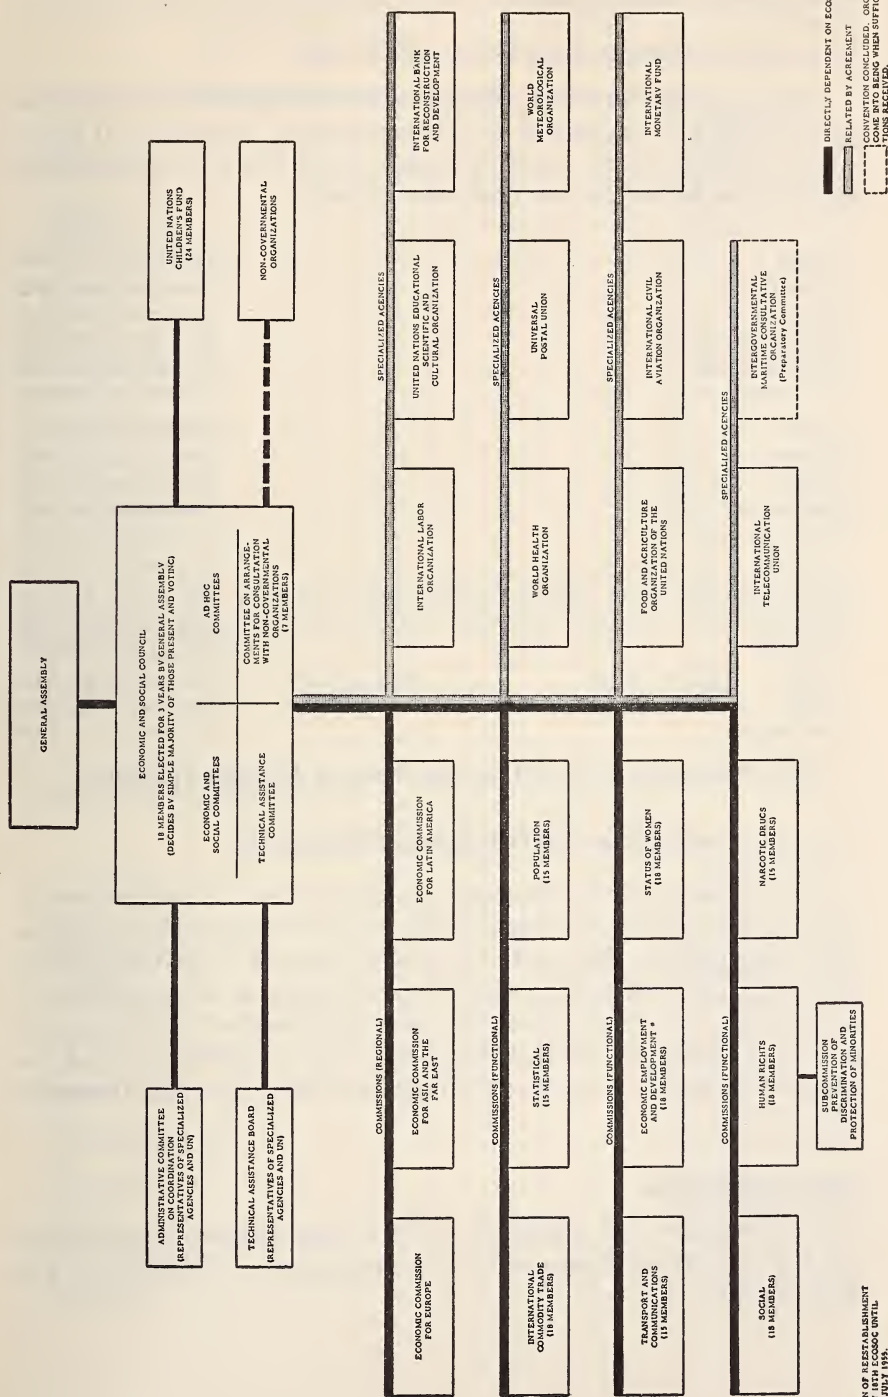 GENERAL ASSEMBLY
ECONOMIC AND SOCIAL COUNCIL
18 MEMBERS ELECTED FOR 3 YEARS BY GENERAL ASSEMBLY
(DECIDES BY SIMPLE MAJORITY OF THOSE PRESENT AND VOTING)
ECONOMIC AND
SOCIAL COMMITTEES
AD HOC
COMMITTEES
TECHNICAL ASSISTANCE
COMMITTEE
COMMITTEE ON ARRANGE-
MENTS FOR CONSULTATION
WITH NON-GOVERNMENTAL
ORGANIZATIONS
(7 MEMBERS)
ADMINISTRATIVE COMMITTEE
ON COORDINATION
(REPRESENTATIVES OF SPECIALIZED
AGENCIES AND UN)
TECHNICAL ASSISTANCE BOARD
(REPRESENTATIVES OF SPECIALIZED
AGENCIES AND UN)
UNITED NATIONS
CHILDREN'S FUND
(24 MEMBERS)
NON-GOVERNMENTAL
ORGANIZATIONS
COMMISSIONS (REGIONAL)
ECONOMIC COMMISSION
FOR EUROPE
ECONOMIC COMMISSION
FOR ASIA AND THE
FAR EAST
ECONOMIC COMMISSION
FOR LATIN AMERICA
SPECIALIZED AGENCIES
INTERNATIONAL LABOR
ORGANIZATION
UNITED NATIONS EDUCATIONAL
SCIENTIFIC AND
CULTURAL ORGANIZATION
INTERNATIONAL BANK
FOR RECONSTRUCTION
AND DEVELOPMENT
COMMISSIONS (FUNCTIONAL)
INTERNATIONAL
COMMODITY TRADE
(18 MEMBERS)
STATISTICAL
(15 MEMBERS)
POPULATION
(15 MEMBERS)
SPECIALIZED AGENCIES
WORLD HEALTH
ORGANIZATION
UNIVERSAL
POSTAL UNION
WORLD
METEOROLOGICAL
ORGANIZATION
COMMISSIONS (FUNCTIONAL)
TRANSPORT AND
COMMUNICATIONS
(15 MEMBERS)
ECONOMIC EMPLOYMENT
AND DEVELOPMENT *
(18 MEMBERS)
STATUS OF WOMEN
(18 MEMBERS)
SPECIALIZED AGENCIES
FOOD AND AGRICULTURE
ORGANIZATION OF THE
UNITED NATIONS
INTERNATIONAL CIVIL
AVIATION ORGANIZATION
INTERNATIONAL
MONETARY FUND
COMMISSIONS (FUNCTIONAL)
SOCIAL
(18 MEMBERS)
HUMAN RIGHTS
(18 MEMBERS)
NARCOTIC DRUGS
(15 MEMBERS)
SUBCOMMISSION
PREVENTION OF
DISCRIMINATION AND
PROTECTION OF MINORITIES
SPECIALIZED AGENCIES
INTERNATIONAL
TELECOMMUNICATION
UNION
INTERGOVERNMENTAL
MARITIME CONSULTATIVE
ORGANIZATION
(Preparatory Committee)
DIRECTLY DEPENDENT ON
RELATED BY AGREEMENT
CONVENTION CONCLUDED.
COME INTO BEING WHEN
RECEIVED.
OF REESTABLISHMENT
18TH ECOSOC UNTIL
JULY 1955.